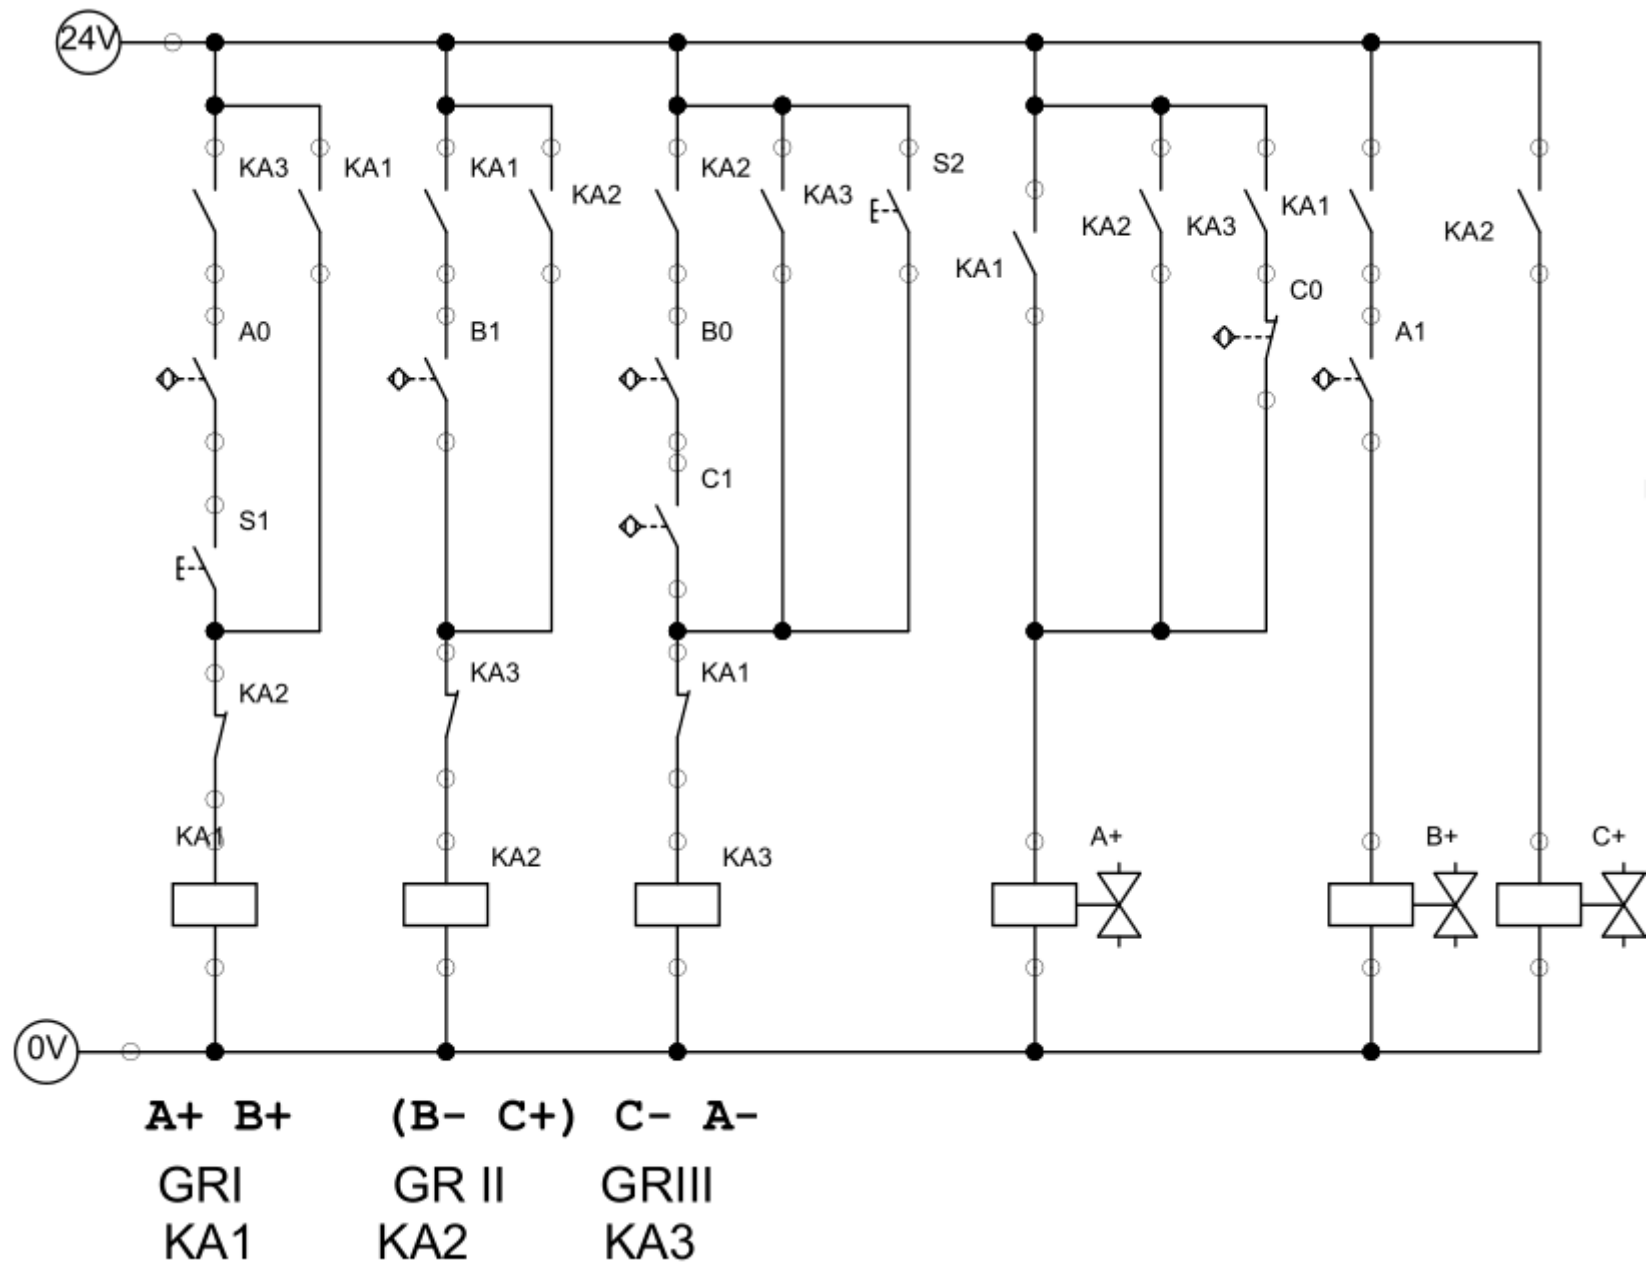 24V
KA3 KA1 KA1 KA2 KA2 KA3 S2 KA1 KA2 KA3 KA1 KA2
A0 B1 B0 C0 A1
S1 C1
KA2 KA3 KA1
KA1 KA2 KA3 A+ B+ C+
0V
A+ B+ (B- C+) C- A-
GRI GR II GRIII
KA1 KA2 KA3